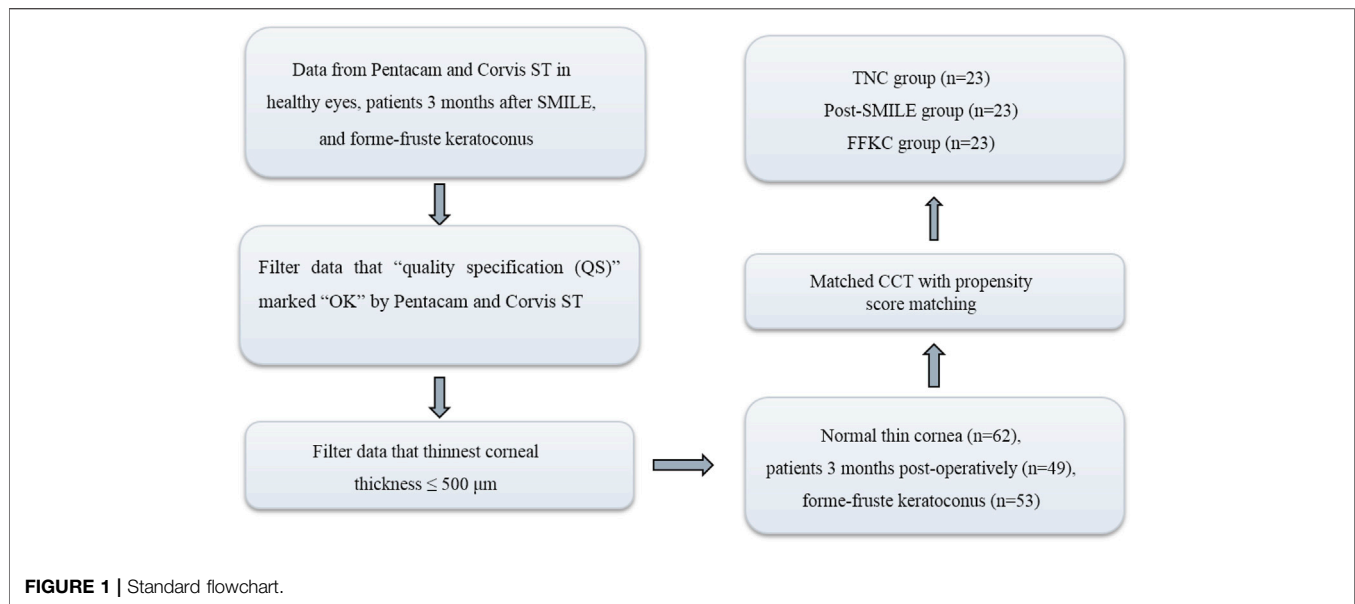 Data from Pentacam and Corvis ST in
healthy eyes, patients 3 months after SMILE,
and forme-fruste keratoconus
Filter data that “quality specification (QS)”
marked “OK” by Pentacam and Corvis ST
Filter data that thinnest corneal
thickness ≤ 500 μm
Normal thin cornea (n=62),
patients 3 months post-operatively (n=49),
forme-fruste keratoconus (n=53)
Matched CCT with propensity
score matching
TNC group (n=23)
Post-SMILE group (n=23)
FFKC group (n=23)
FIGURE 1 | Standard flowchart.